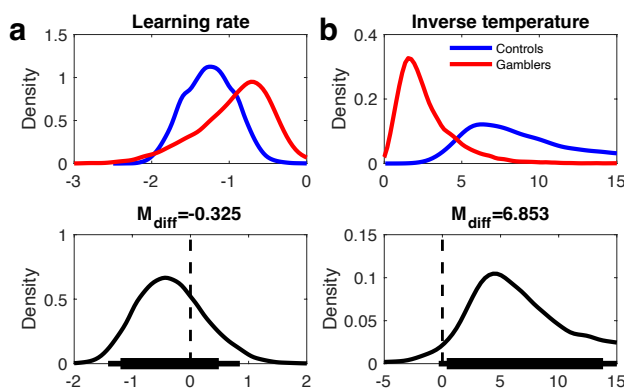 a
Learning rate
Density
1.5
1
0.5
0
-3
-2
-1
0
b
Inverse temperature
Controls
Gamblers
Density
0.4
0.2
0
0
5
10
15
M_diff=-0.325
Density
1
0.5
0
-2
-1
0
1
2
M_diff=6.853
Density
0.15
0.1
0.05
0
-5
0
5
10
15